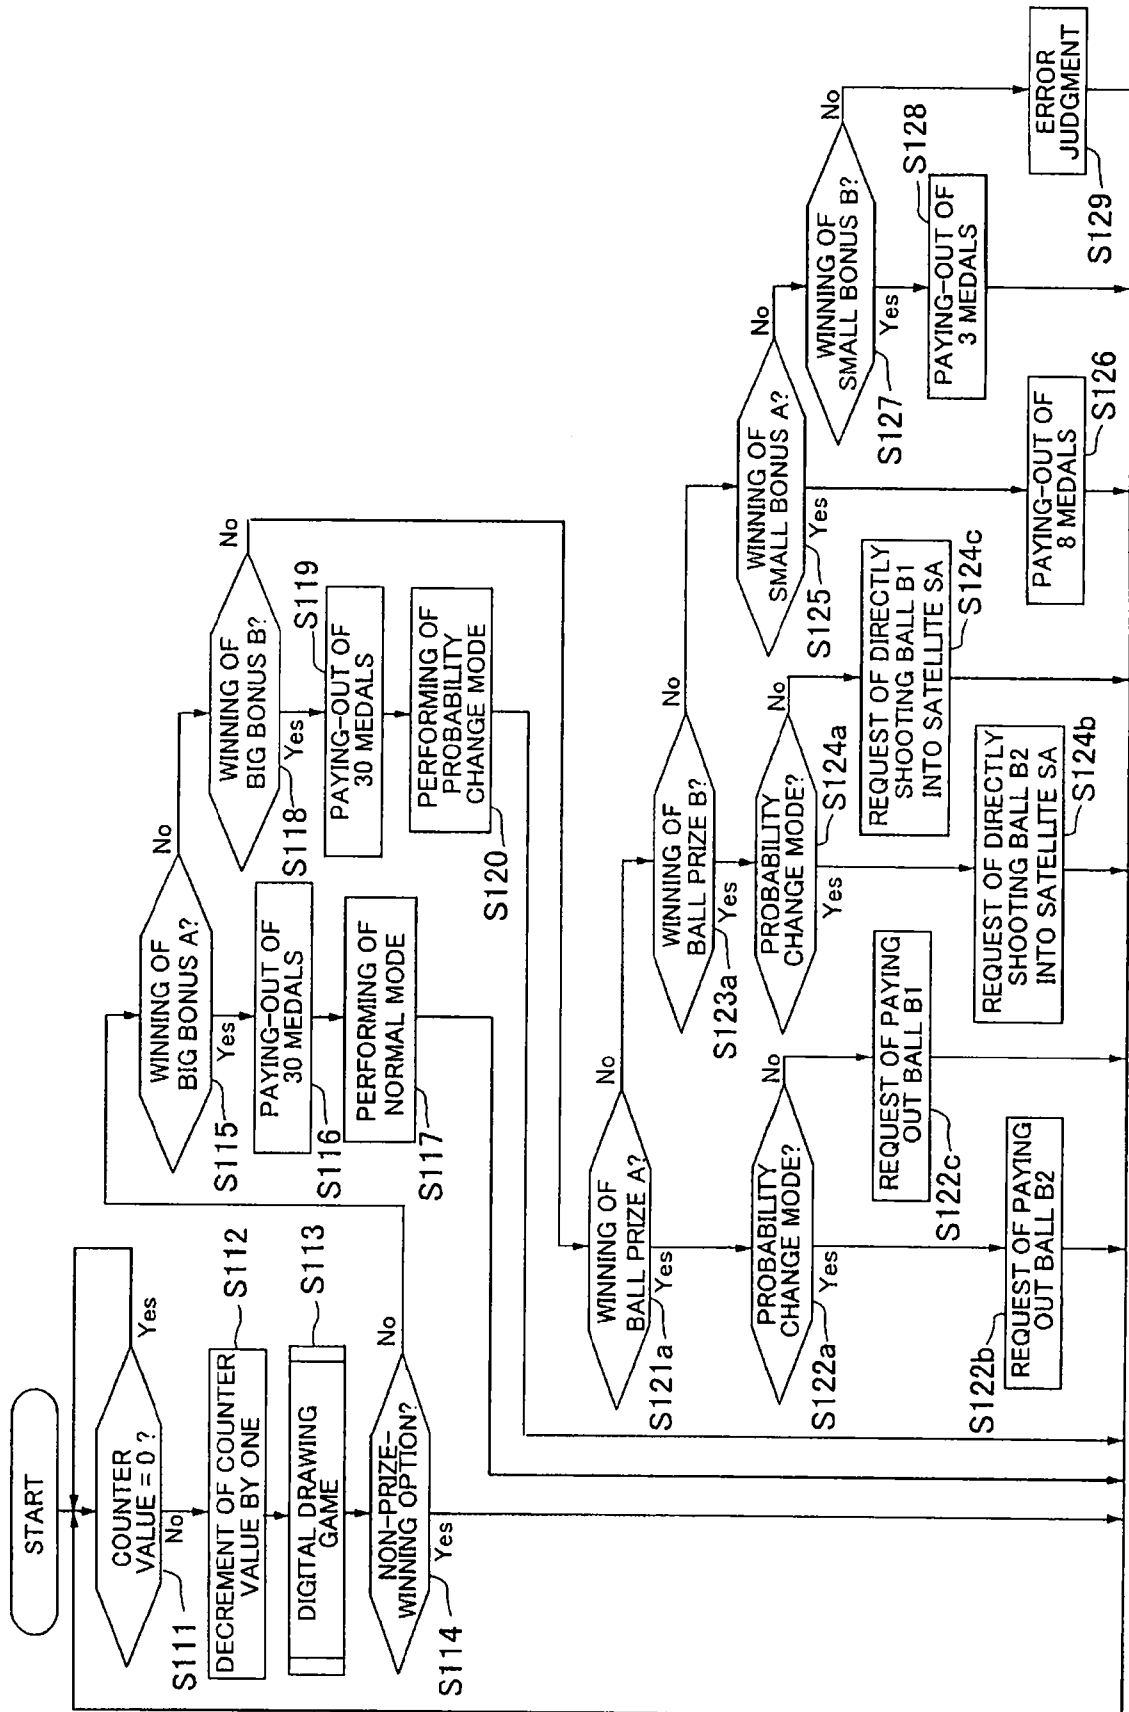 START
COUNTER
VALUE = 0 ?
Yes
No
S111
DECREMENT OF COUNTER
VALUE BY ONE
S112
DIGITAL DRAWING
GAME
S113
NON-PRIZE-
WINNING OPTION?
No
Yes
S114
WINNING OF
BIG BONUS A?
No
Yes
S115
PAYING-OUT OF
30 MEDALS
S116
PERFORMING OF
NORMAL MODE
S117
WINNING OF
BIG BONUS B?
No
Yes
S118
PAYING-OUT OF
30 MEDALS
S119
PERFORMING OF
PROBABILITY
CHANGE MODE
S120
WINNING OF
BALL PRIZE A?
No
Yes
S121a
PROBABILITY
CHANGE MODE?
No
Yes
S122a
REQUEST OF PAYING
OUT BALL B2
S122b
REQUEST OF PAYING
OUT BALL B1
S122c
WINNING OF
BALL PRIZE B?
No
Yes
S123a
PROBABILITY
CHANGE MODE?
No
Yes
S124a
REQUEST OF DIRECTLY
SHOOTING BALL B2
INTO SATELLITE SA
S124b
REQUEST OF DIRECTLY
SHOOTING BALL B1
INTO SATELLITE SA
S124c
WINNING OF
SMALL BONUS A?
No
Yes
S125
PAYING-OUT OF
8 MEDALS
S126
WINNING OF
SMALL BONUS B?
No
Yes
S127
PAYING-OUT OF
3 MEDALS
S128
ERROR
JUDGMENT
S129